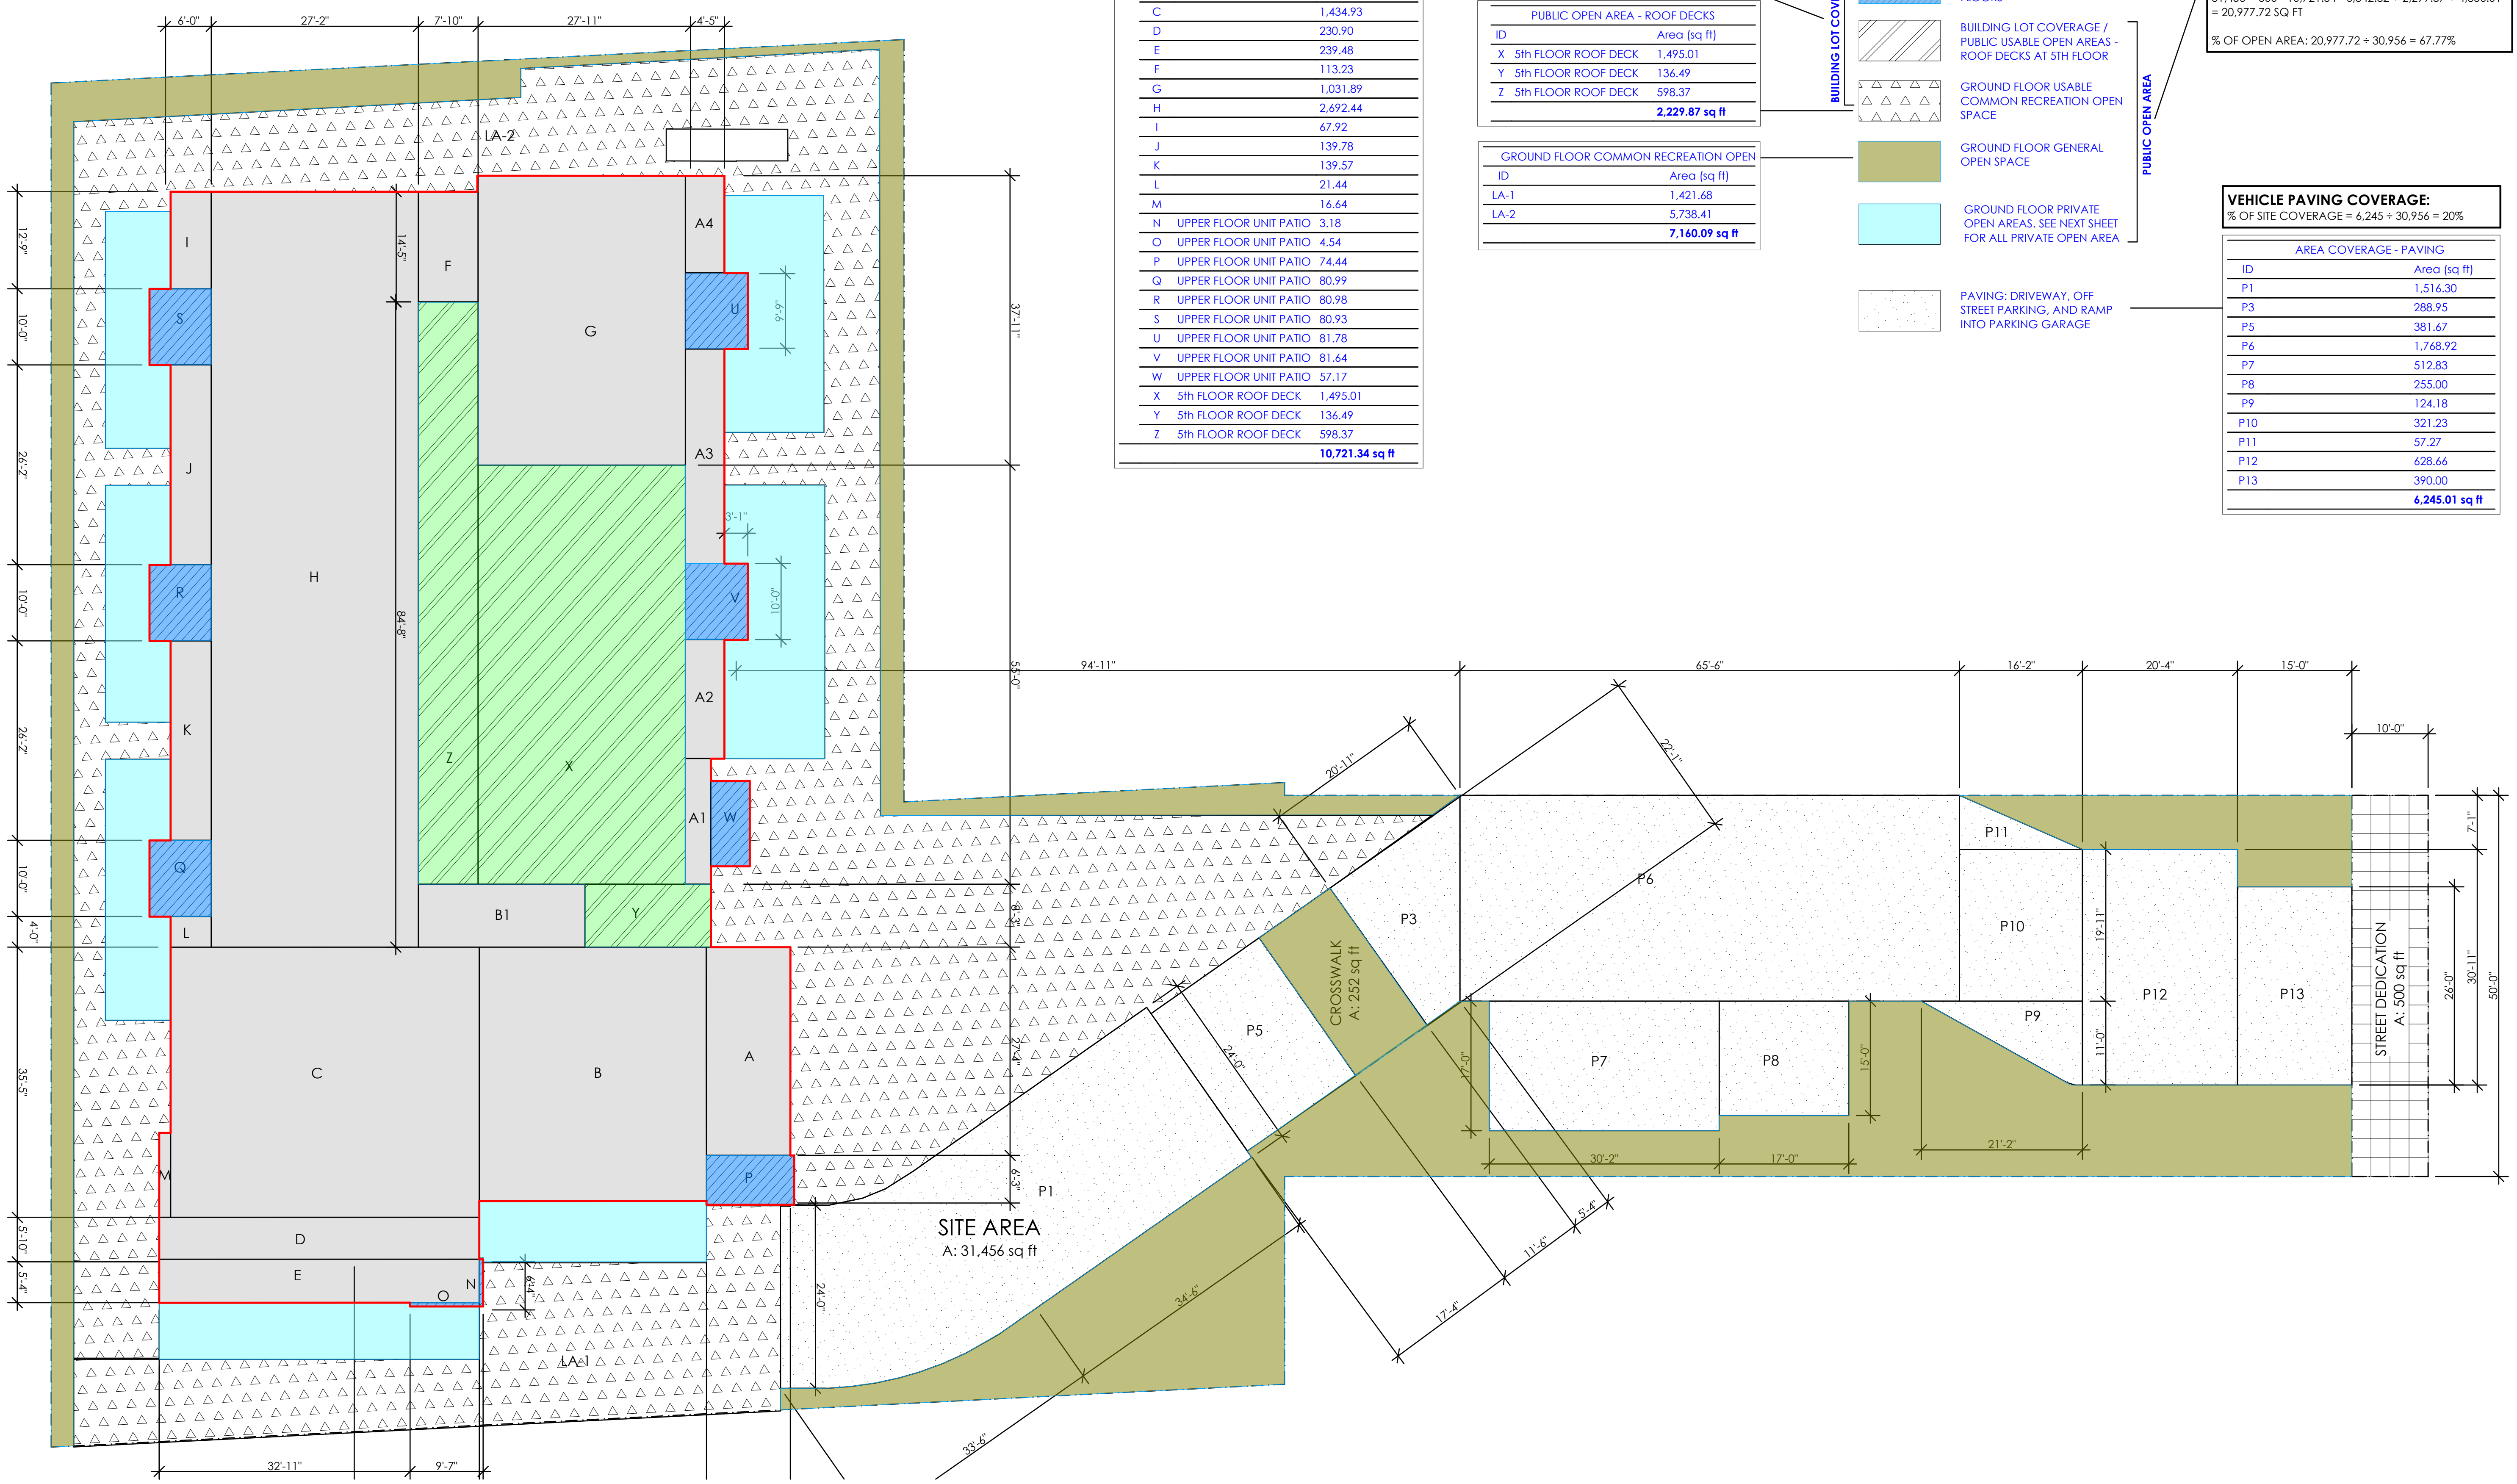 6'-0"
27'-2"
7'-10"
27'-11"
4'-5"
C 1,434.93
D 230.90
E 239.48
F 113.23
G 1,031.89
H 2,692.44
I 67.92
J 139.78
K 139.57
L 21.44
M 16.64
N UPPER FLOOR UNIT PATIO 3.18
O UPPER FLOOR UNIT PATIO 4.54
P UPPER FLOOR UNIT PATIO 74.44
Q UPPER FLOOR UNIT PATIO 80.99
R UPPER FLOOR UNIT PATIO 80.98
S UPPER FLOOR UNIT PATIO 80.93
U UPPER FLOOR UNIT PATIO 81.78
V UPPER FLOOR UNIT PATIO 81.64
W UPPER FLOOR UNIT PATIO 57.17
X 5th FLOOR ROOF DECK 1,495.01
Y 5th FLOOR ROOF DECK 136.49
Z 5th FLOOR ROOF DECK 598.37
10,721.34 sq ft
PUBLIC OPEN AREA - ROOF DECKS
ID Area (sq ft)
X 5th FLOOR ROOF DECK 1,495.01
Y 5th FLOOR ROOF DECK 136.49
Z 5th FLOOR ROOF DECK 598.37
2,229.87 sq ft
GROUND FLOOR COMMON RECREATION OPEN
ID Area (sq ft)
LA-1 1,421.68
LA-2 5,738.41
7,160.09 sq ft
BUILDING LOT
BUILDING LOT COVERAGE /
PUBLIC USABLE OPEN AREAS -
ROOF DECKS AT 5TH FLOOR
GROUND FLOOR USABLE
COMMON RECREATION OPEN
SPACE
GROUND FLOOR GENERAL
OPEN SPACE
GROUND FLOOR PRIVATE
OPEN AREAS. SEE NEXT SHEET
FOR ALL PRIVATE OPEN AREA
PUBLIC OPEN AREA
PAVING: DRIVEWAY, OFF
STREET PARKING, AND RAMP
INTO PARKING GARAGE
= 20,977.72 SQ FT
% OF OPEN AREA: 20,977.72 ÷ 30,956 = 67.77%
VEHICLE PAVING COVERAGE:
% OF SITE COVERAGE = 6,245 ÷ 30,956 = 20%
AREA COVERAGE - PAVING
ID Area (sq ft)
P1 1,516.30
P3 288.95
P5 381.67
P6 1,768.92
P7 512.83
P8 255.00
P9 124.18
P10 321.23
P11 57.27
P12 628.66
P13 390.00
6,245.01 sq ft
LA-2
12'-9"
10'-0"
26'-2"
10'-0"
26'-2"
10'-0"
4'-0"
35'-5"
5'-10"
5'-4"
I
S
J
R
K
Q
L
H
14'-5"
84'-8"
F
G
A4
U
9'-9"
A3
3'-1"
V
10'-0"
A2
Z
X
A1
W
B1
Y
37'-11"
55'-0"
8'-3"
27'-4"
6'-3"
C
B
A
M
P
D
E
N
O
6'-4"
24'-0"
LA-1
32'-11"
9'-7"
SITE AREA
A: 31,456 sq ft
94'-11"
65'-6"
16'-2"
20'-4"
15'-0"
10'-0"
20'-11"
22'-1"
P3
P6
P11
P10
P12
P13
P9
P5
P7
P8
P1
CROSSWALK
A: 252 sq ft
24'-0"
17'-0"
15'-0"
30'-2"
17'-0"
21'-2"
19'-11"
11'-0"
STREET DEDICATION
A: 500 sq ft
7'-1"
26'-0"
30'-11"
50'-0"
5'-4"
11'-6"
17'-4"
34'-6"
33'-6"